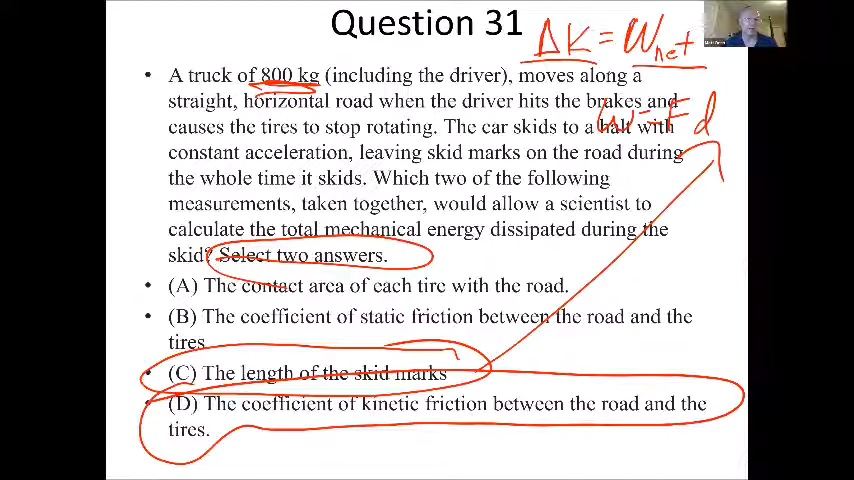 Question 31
ΔK = Wnet
• A truck of 800 kg (including the driver), moves along a
straight, horizontal road when the driver hits the brakes and
W = -Fd
causes the tires to stop rotating. The car skids to a halt with
constant acceleration, leaving skid marks on the road during
the whole time it skids. Which two of the following
measurements, taken together, would allow a scientist to
calculate the total mechanical energy dissipated during the
skid? Select two answers.
• (A) The contact area of each tire with the road.
• (B) The coefficient of static friction between the road and the
tires
• (C) The length of the skid marks
• (D) The coefficient of kinetic friction between the road and the
tires.